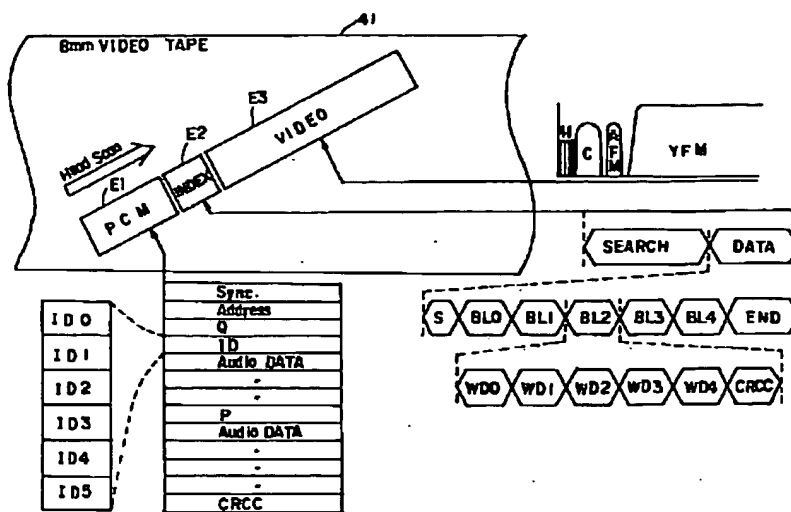 41
8mm VIDEO TAPE
E3
VIDEO
E2
INDEX
Head Scan
E1
PCM
C
A FM
YFM
SEARCH
DATA
S
BL0
BL1
BL2
BL3
BL4
END
WD0
WD1
WD2
WD3
WD4
CRCC
ID0
ID1
ID2
ID3
ID4
ID5
Sync.
Address
Q
ID
Audio DATA
"
"
P
Audio DATA
"
"
"
CRCC